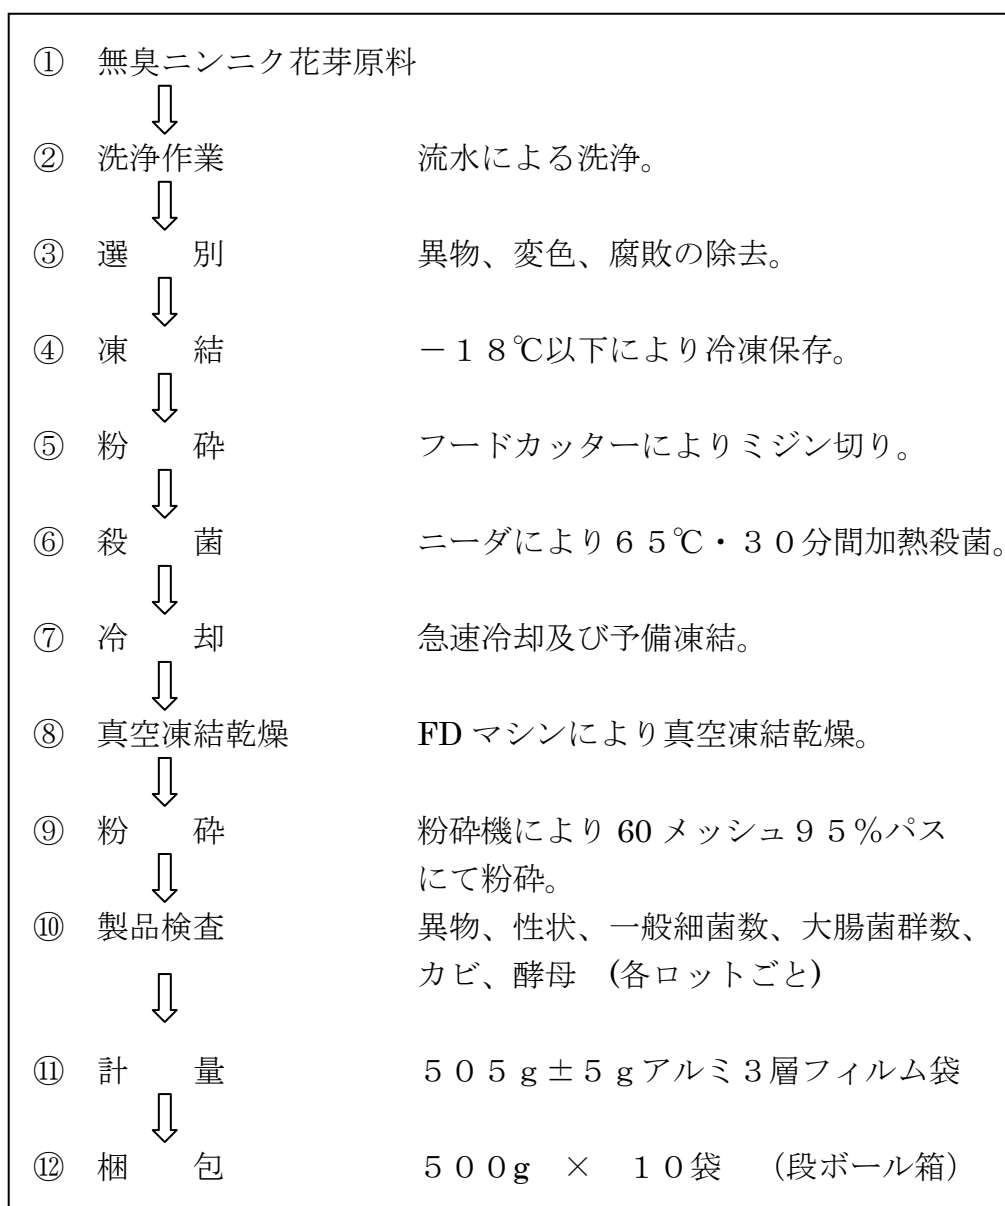 ① 無臭ニンニク花芽原料
② 洗浄作業 流水による洗浄。
③ 選 別 異物、変色、腐敗の除去。
④ 凍 結 －１８℃以下により冷凍保存。
⑤ 粉 砕 フードカッターによりミジン切り。
⑥ 殺 菌 ニーダにより６５℃・３０分間加熱殺菌。
⑦ 冷 却 急速冷却及び予備凍結。
⑧ 真空凍結乾燥 FD マシンにより真空凍結乾燥。
⑨ 粉 砕 粉砕機により 60 メッシュ９５％パス
にて粉砕。
⑩ 製品検査 異物、性状、一般細菌数、大腸菌群数、
カビ、酵母 (各ロットごと)
⑪ 計 量 ５０５ｇ±５ｇアルミ３層フィルム袋
⑫ 梱 包 ５００g × １０袋 （段ボール箱）